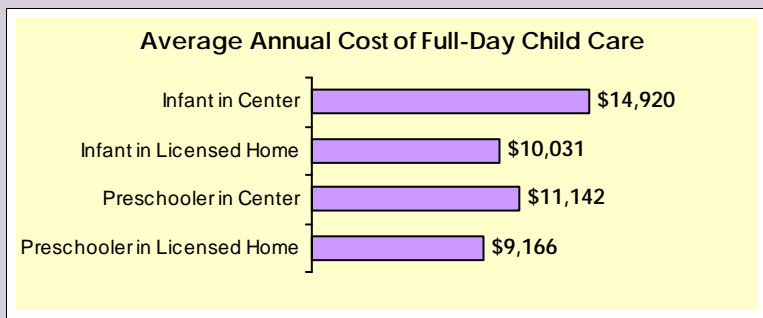 Average Annual Cost of Full-Day Child Care
Infant in Center $14,920
Infant in Licensed Home $10,031
Preschooler in Center $11,142
Preschooler in Licensed Home $9,166